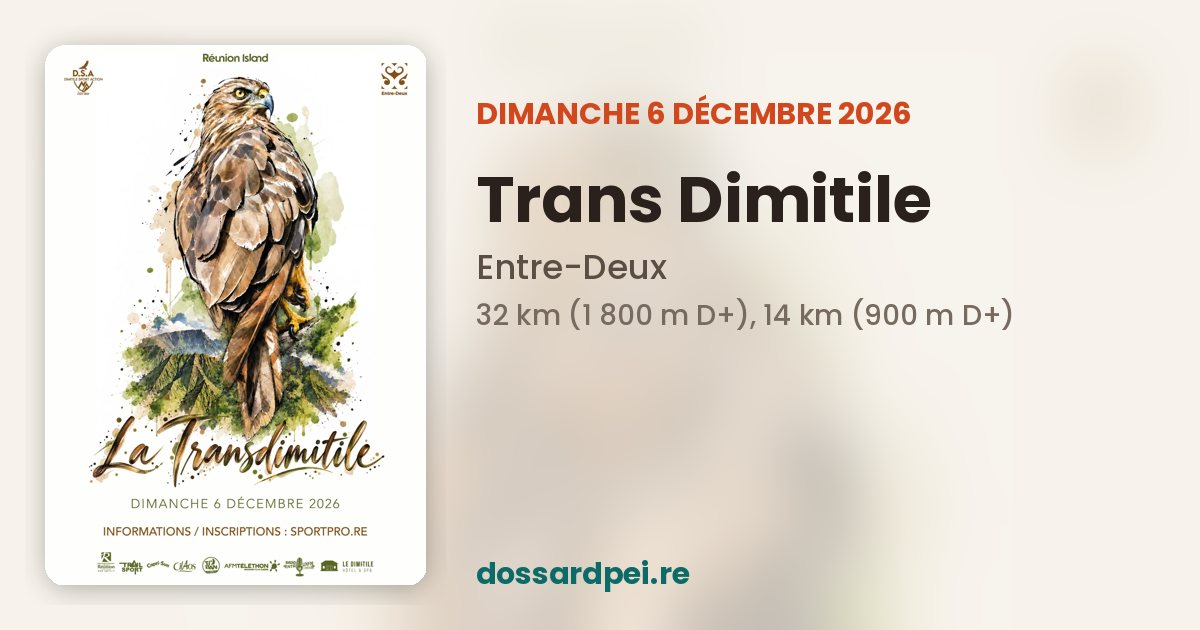 Réunion Island
D.S.A
Entre-Deux
La Transdimitile
DIMANCHE 6 DÉCEMBRE 2026
INFORMATIONS / INSCRIPTIONS : SPORTPRO.RE
AFMTELETHON
LE DIMITILE
DIMANCHE 6 DÉCEMBRE 2026
Trans Dimitile
Entre-Deux
32 km (1 800 m D+), 14 km (900 m D+)
dossardpei.re